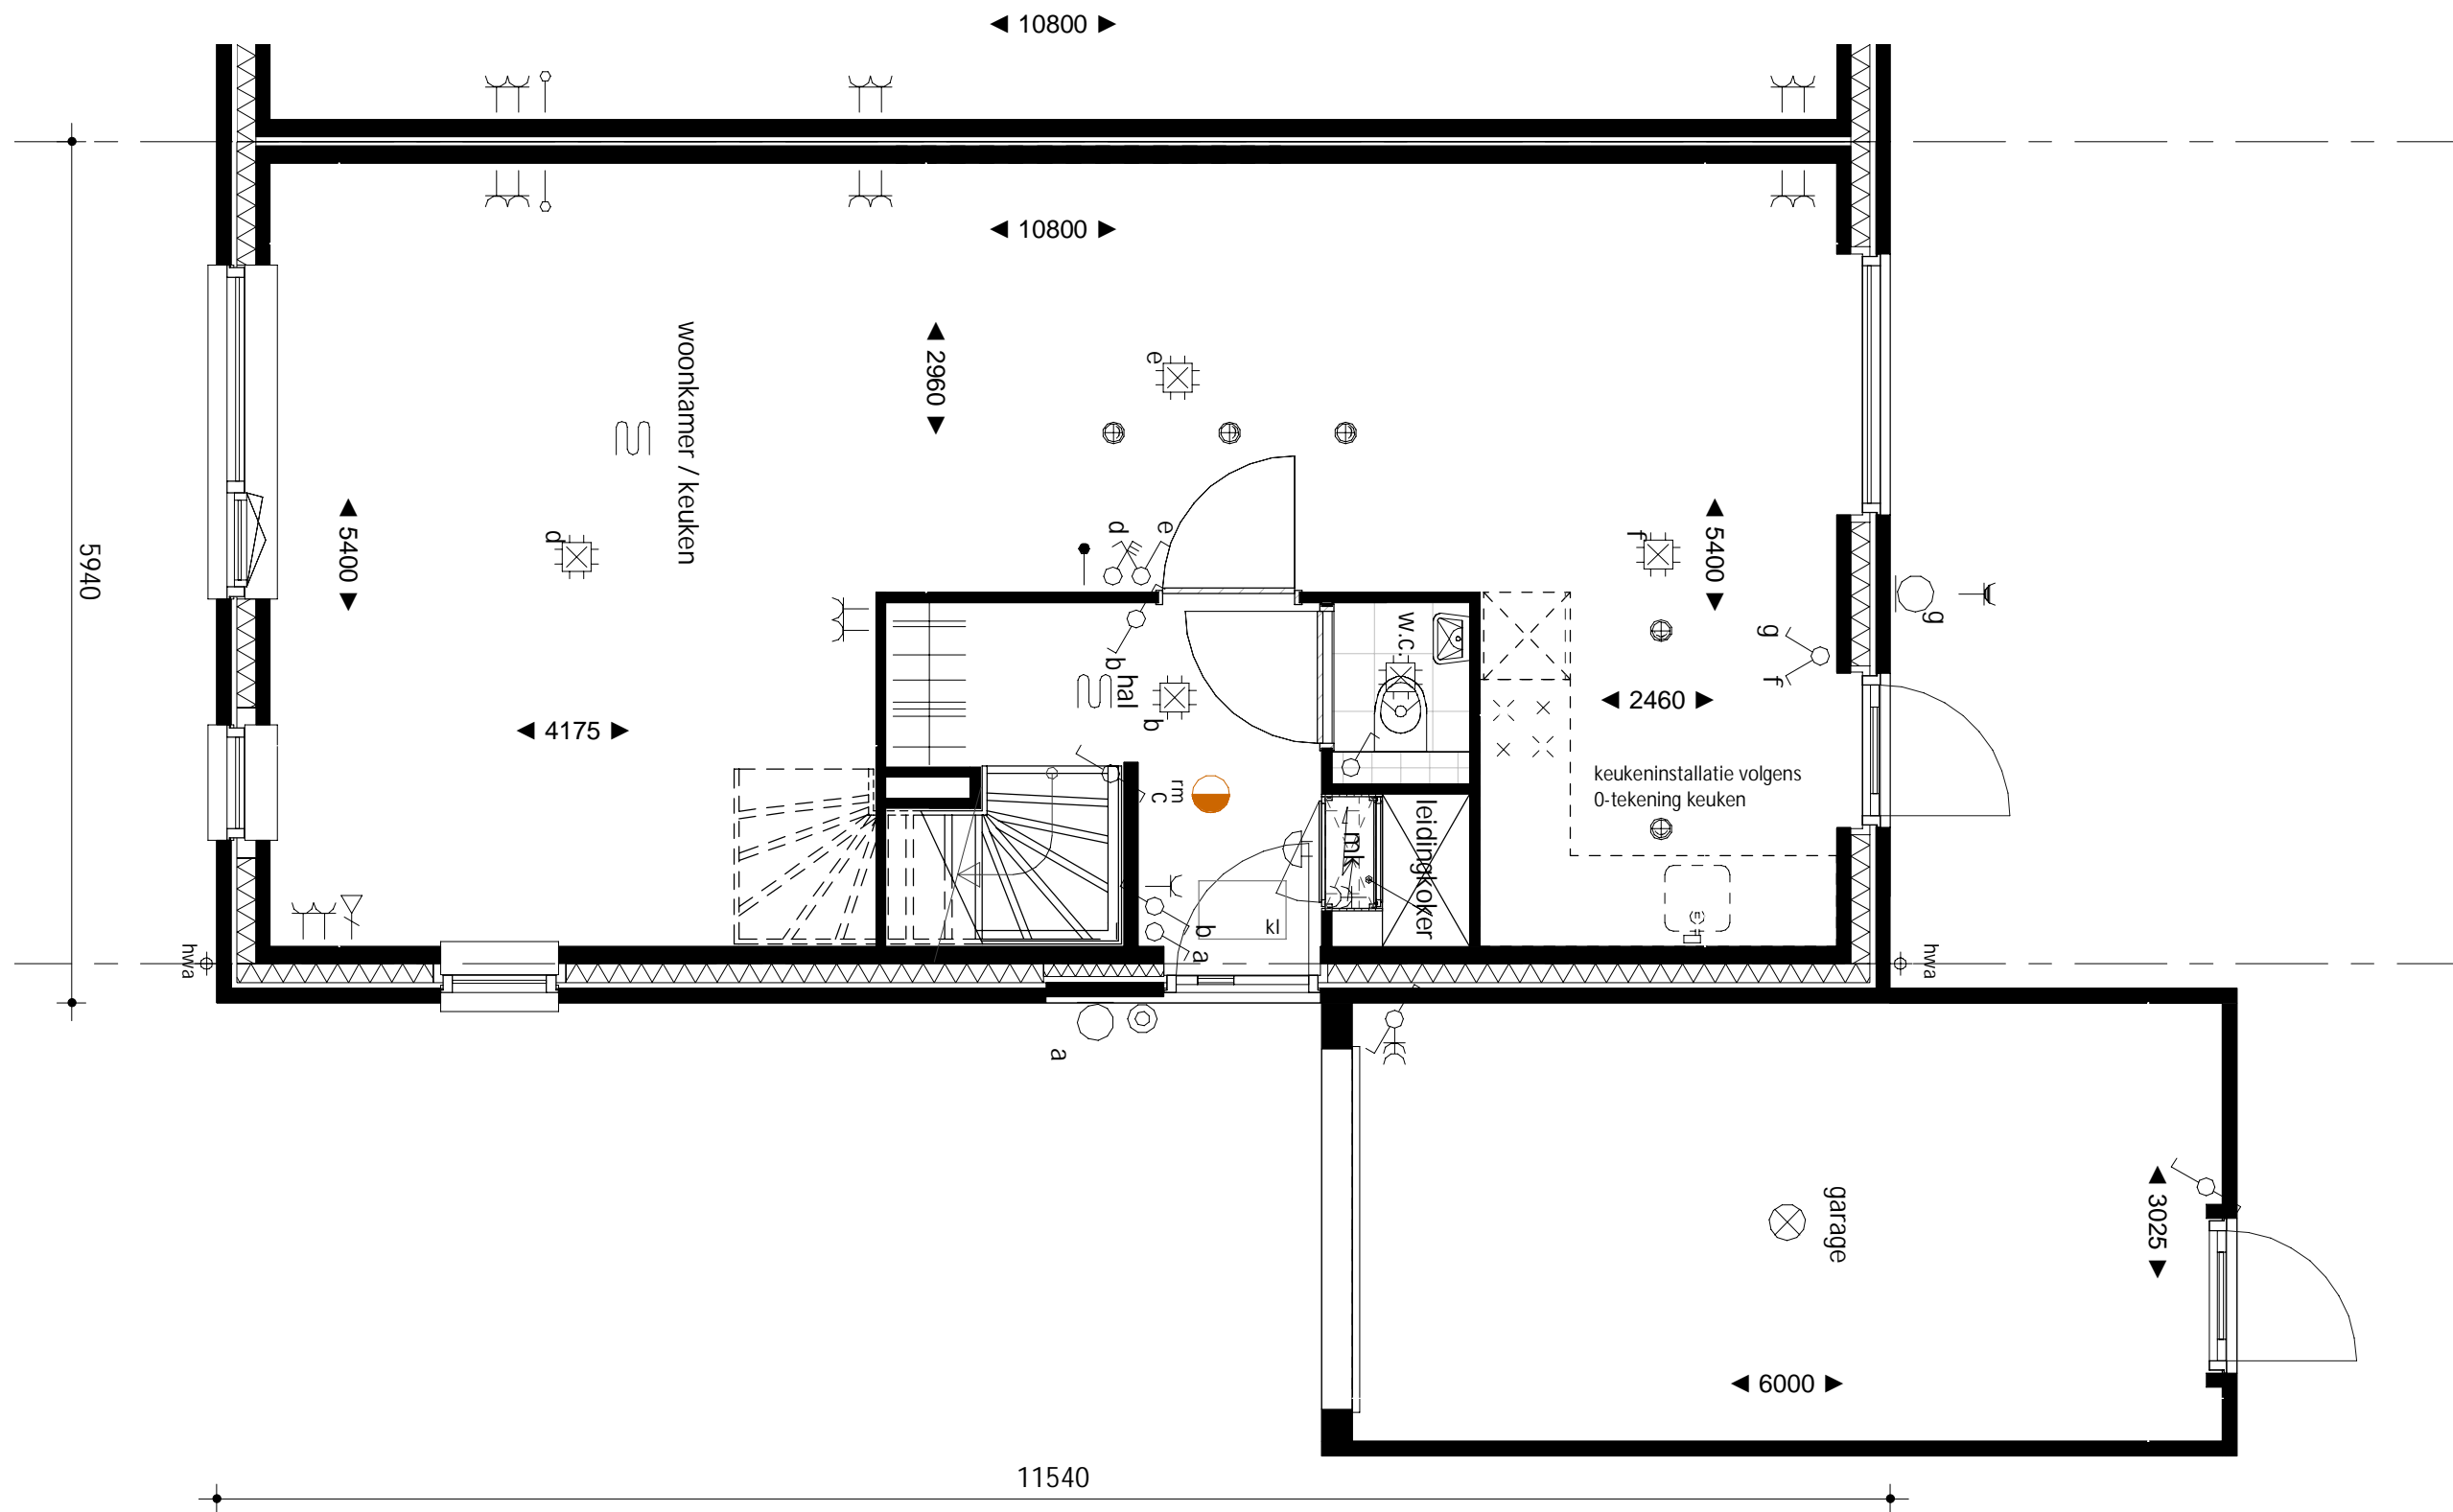 ◄ 10800 ►
◄ 10800 ►
woonkamer / keuken
◄ 2960 ►
e
d
◄ 5400 ►
5940
d
e
f
◄ 5400 ►
g
g
f
w.c.
b
hal
b
◄ 2460 ►
◄ 4175 ►
keukeninstallatie volgens
0-tekening keuken
rm
c
mk
leidingkoker
kl
b
a
hwa
hwa
a
garage
◄ 3025 ►
◄ 6000 ►
11540